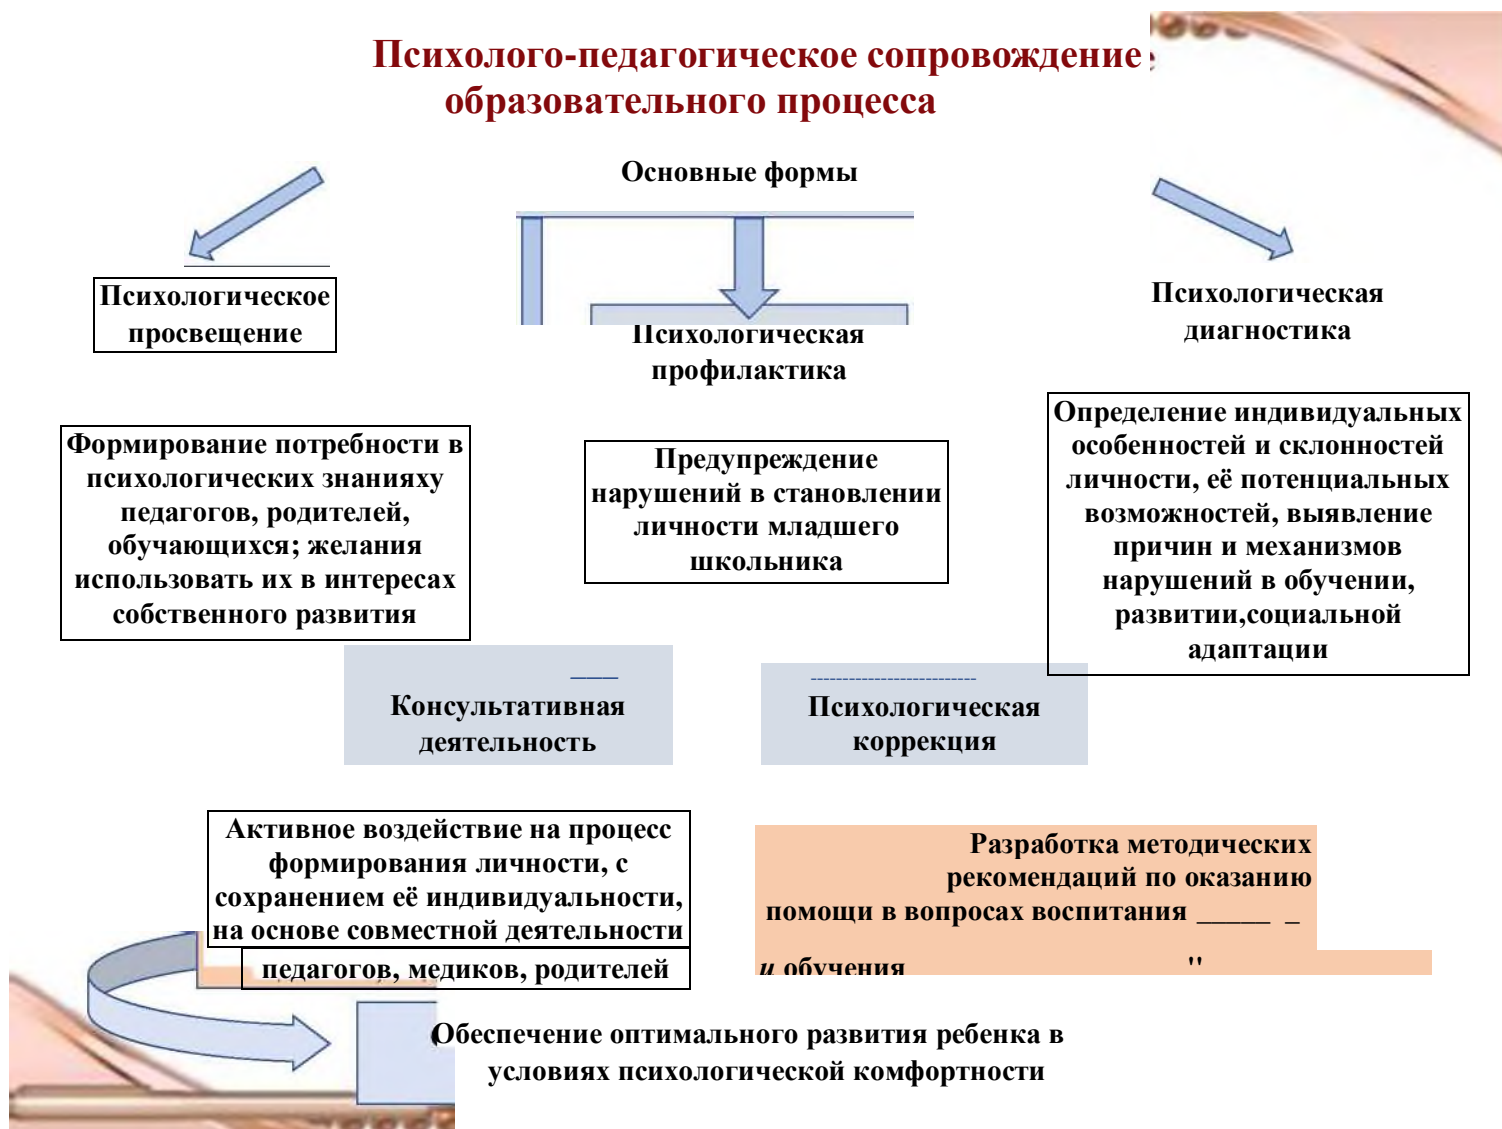 Психолого-педагогическое сопровождение
образовательного процесса
Основные формы
Психологическое
просвещение
Психологическая
профилактика
Психологическая
диагностика
Формирование потребности в
психологических знанияху
педагогов, родителей,
обучающихся; желания
использовать их в интересах
собственного развития
Предупреждение
нарушений в становлении
личности младшего
школьника
Определение индивидуальных
особенностей и склонностей
личности, её потенциальных
возможностей, выявление
причин и механизмов
нарушений в обучении,
развитии,социальной
адаптации
Консультативная
деятельность
Психологическая
коррекция
Активное воздействие на процесс
формирования личности, с
сохранением её индивидуальности,
на основе совместной деятельности
педагогов, медиков, родителей
Разработка методических
рекомендаций по оказанию
помощи в вопросах воспитания _____ _
и обучения "
Обеспечение оптимального развития ребенка в
условиях психологической комфортности